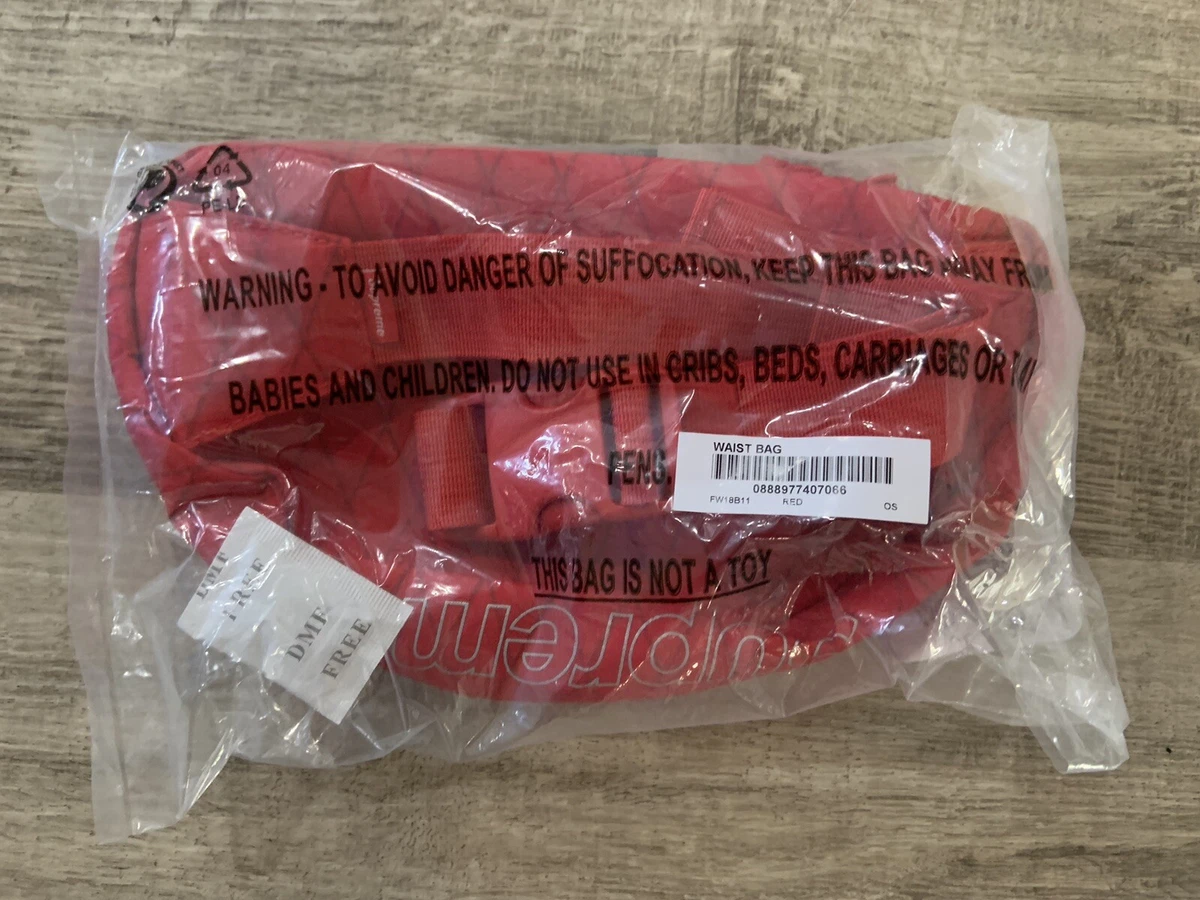 04
WARNING - TO AVOID DANGER OF SUFFOCATION, KEEP THIS BAG AWAY FROM
Supreme
BABIES AND CHILDREN. DO NOT USE IN CRIBS, BEDS, CARRIAGES OR
PENS.
WAIST BAG
0888977407066
FW18B11 RED OS
THIS BAG IS NOT A TOY
DMF
FREE
DMF
FREE
Suprem